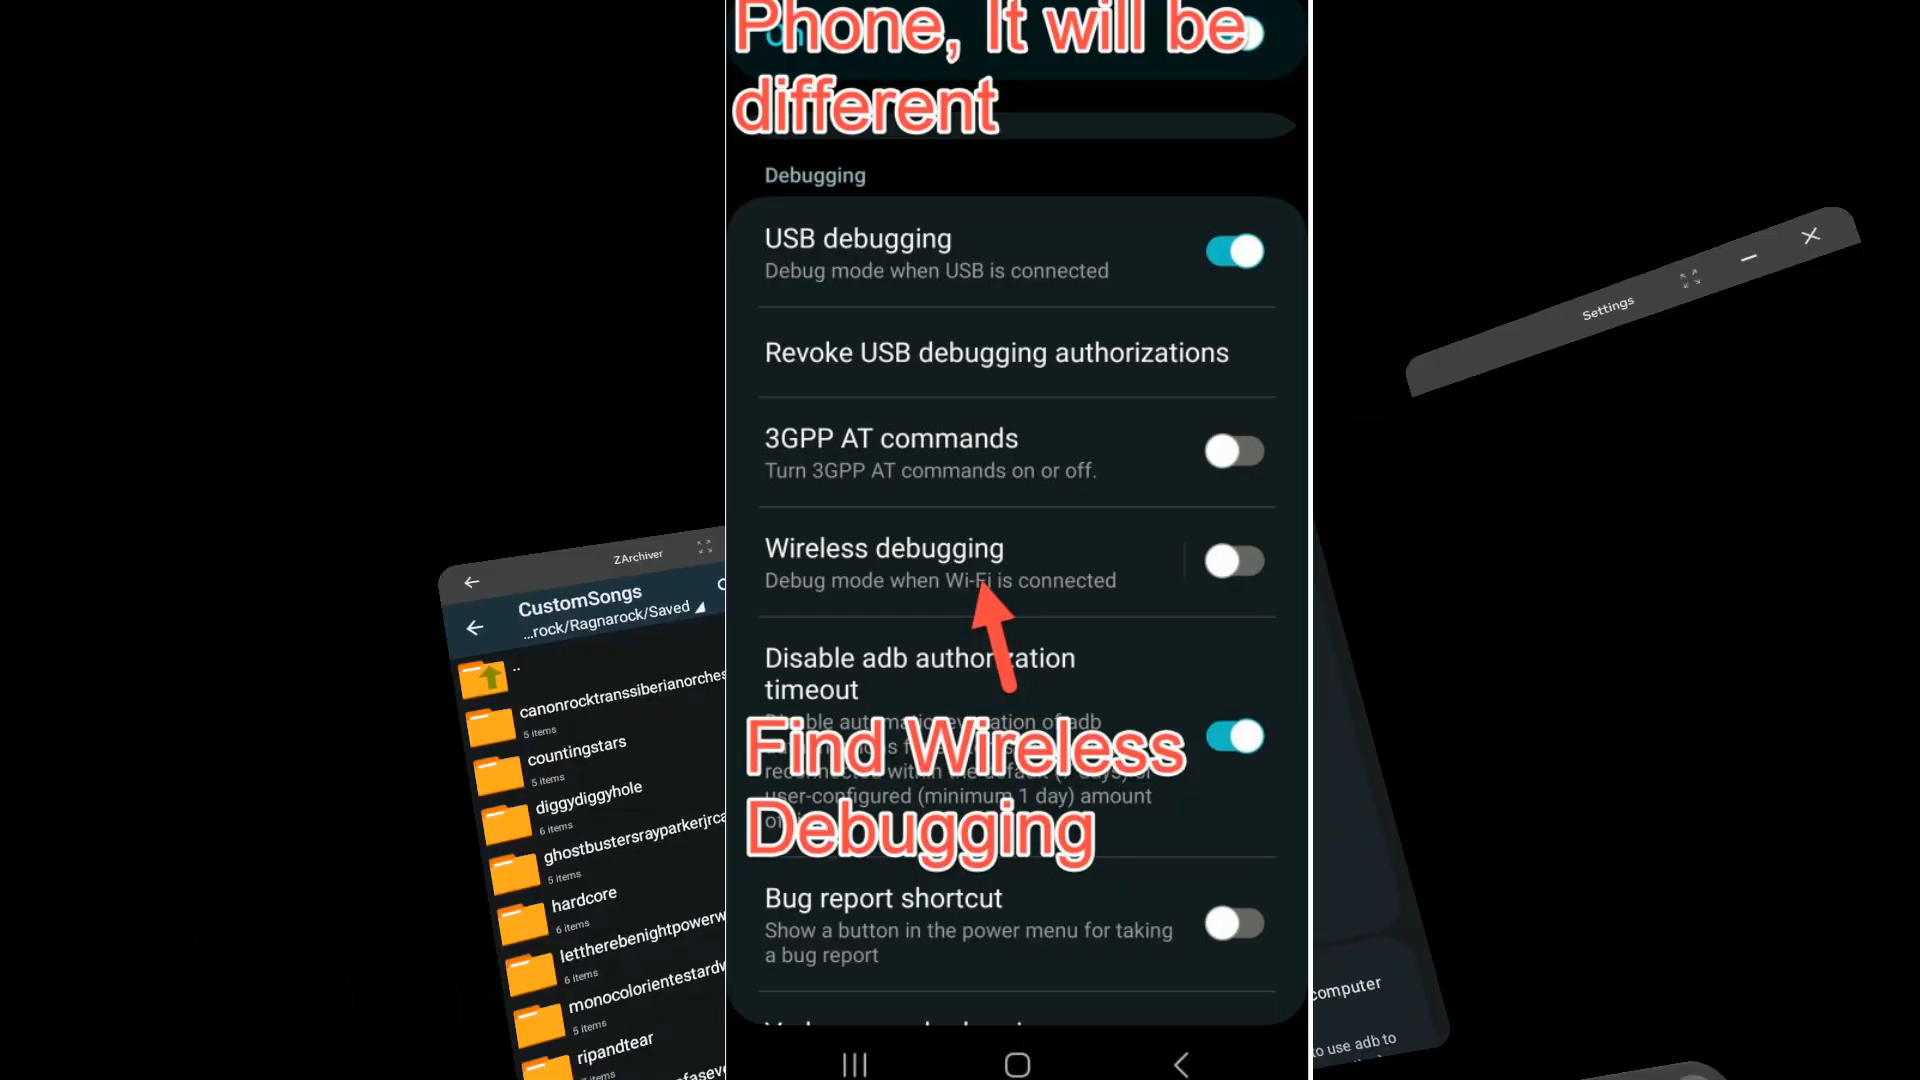 Phone, It will be
different
Debugging
USB debugging
Debug mode when USB is connected
Revoke USB debugging authorizations
3GPP AT commands
Turn 3GPP AT commands on or off.
Wireless debugging
Debug mode when Wi-Fi is connected
Disable adb authorization
timeout
Find Wireless
Debugging
user-configured (minimum 1 day) amount
Bug report shortcut
Show a button in the power menu for taking
a bug report
ZArchiver
CustomSongs
...rock/Ragnarock/Saved
..
canonrocktranssiberianorches
5 items
countingstars
5 items
diggydiggyhole
6 items
ghostbustersrayparkerjrca
5 items
hardcore
6 items
lettherebenightpowerw
6 items
monocolorientestardw
5 items
ripandtear
items
Settings
computer
to use adb to